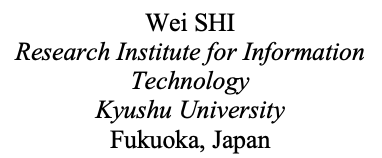 Wei SHI
Research Institute for Information
Technology
Kyushu University
Fukuoka, Japan